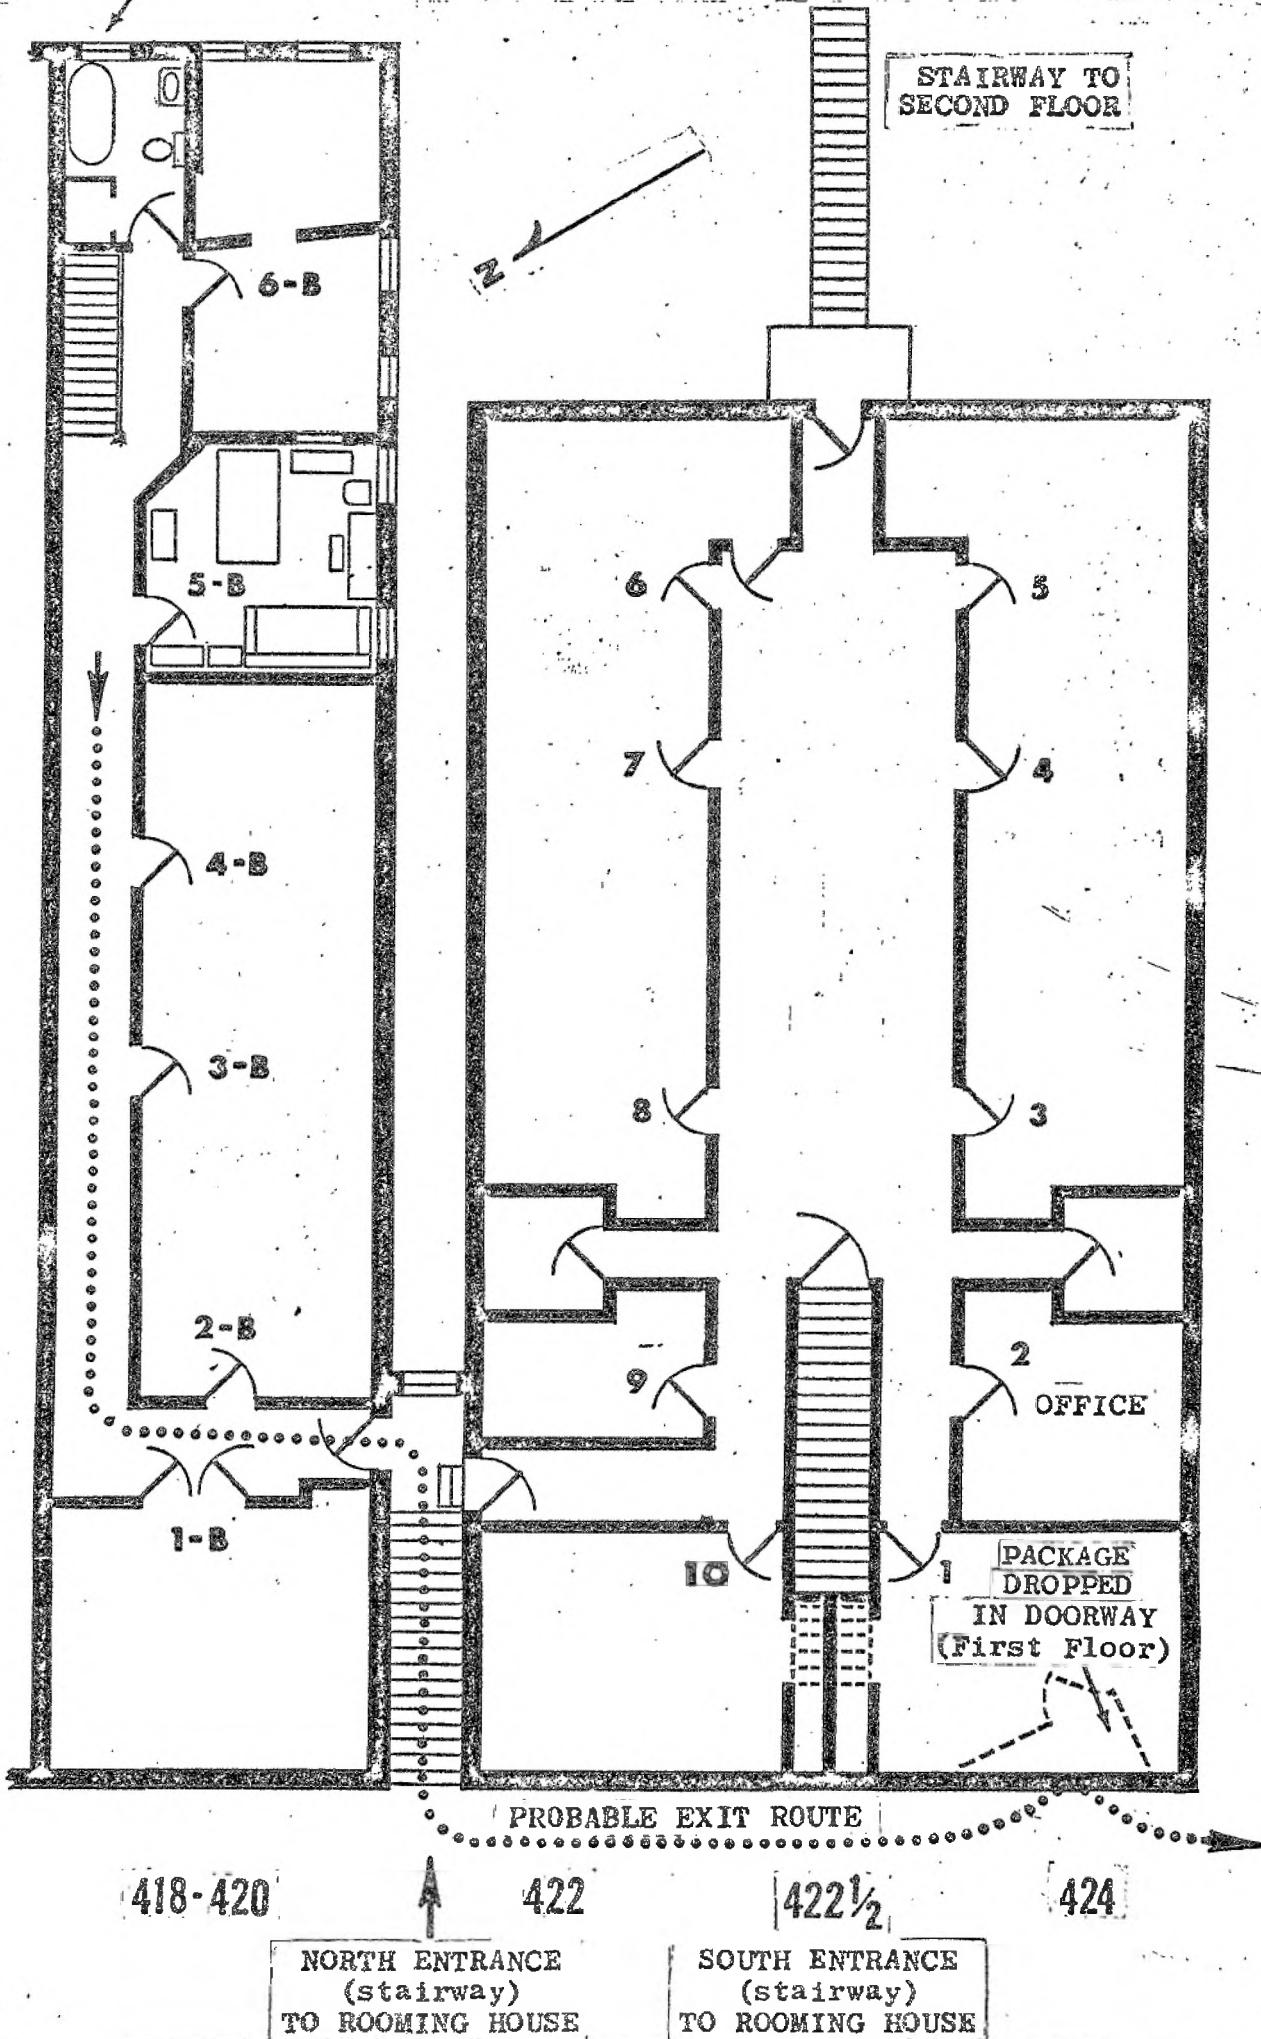 STAIRWAY TO
SECOND FLOOR
N
6-B
5-B
6
5
7
4
4-B
3-B
8
3
2-B
2
9
OFFICE
1-B
10
1
PACKAGE
DROPPED
IN DOORWAY
(First Floor)
PROBABLE EXIT ROUTE
418-420
422
422½
424
NORTH ENTRANCE
(stairway)
TO ROOMING HOUSE
SOUTH ENTRANCE
(stairway)
TO ROOMING HOUSE